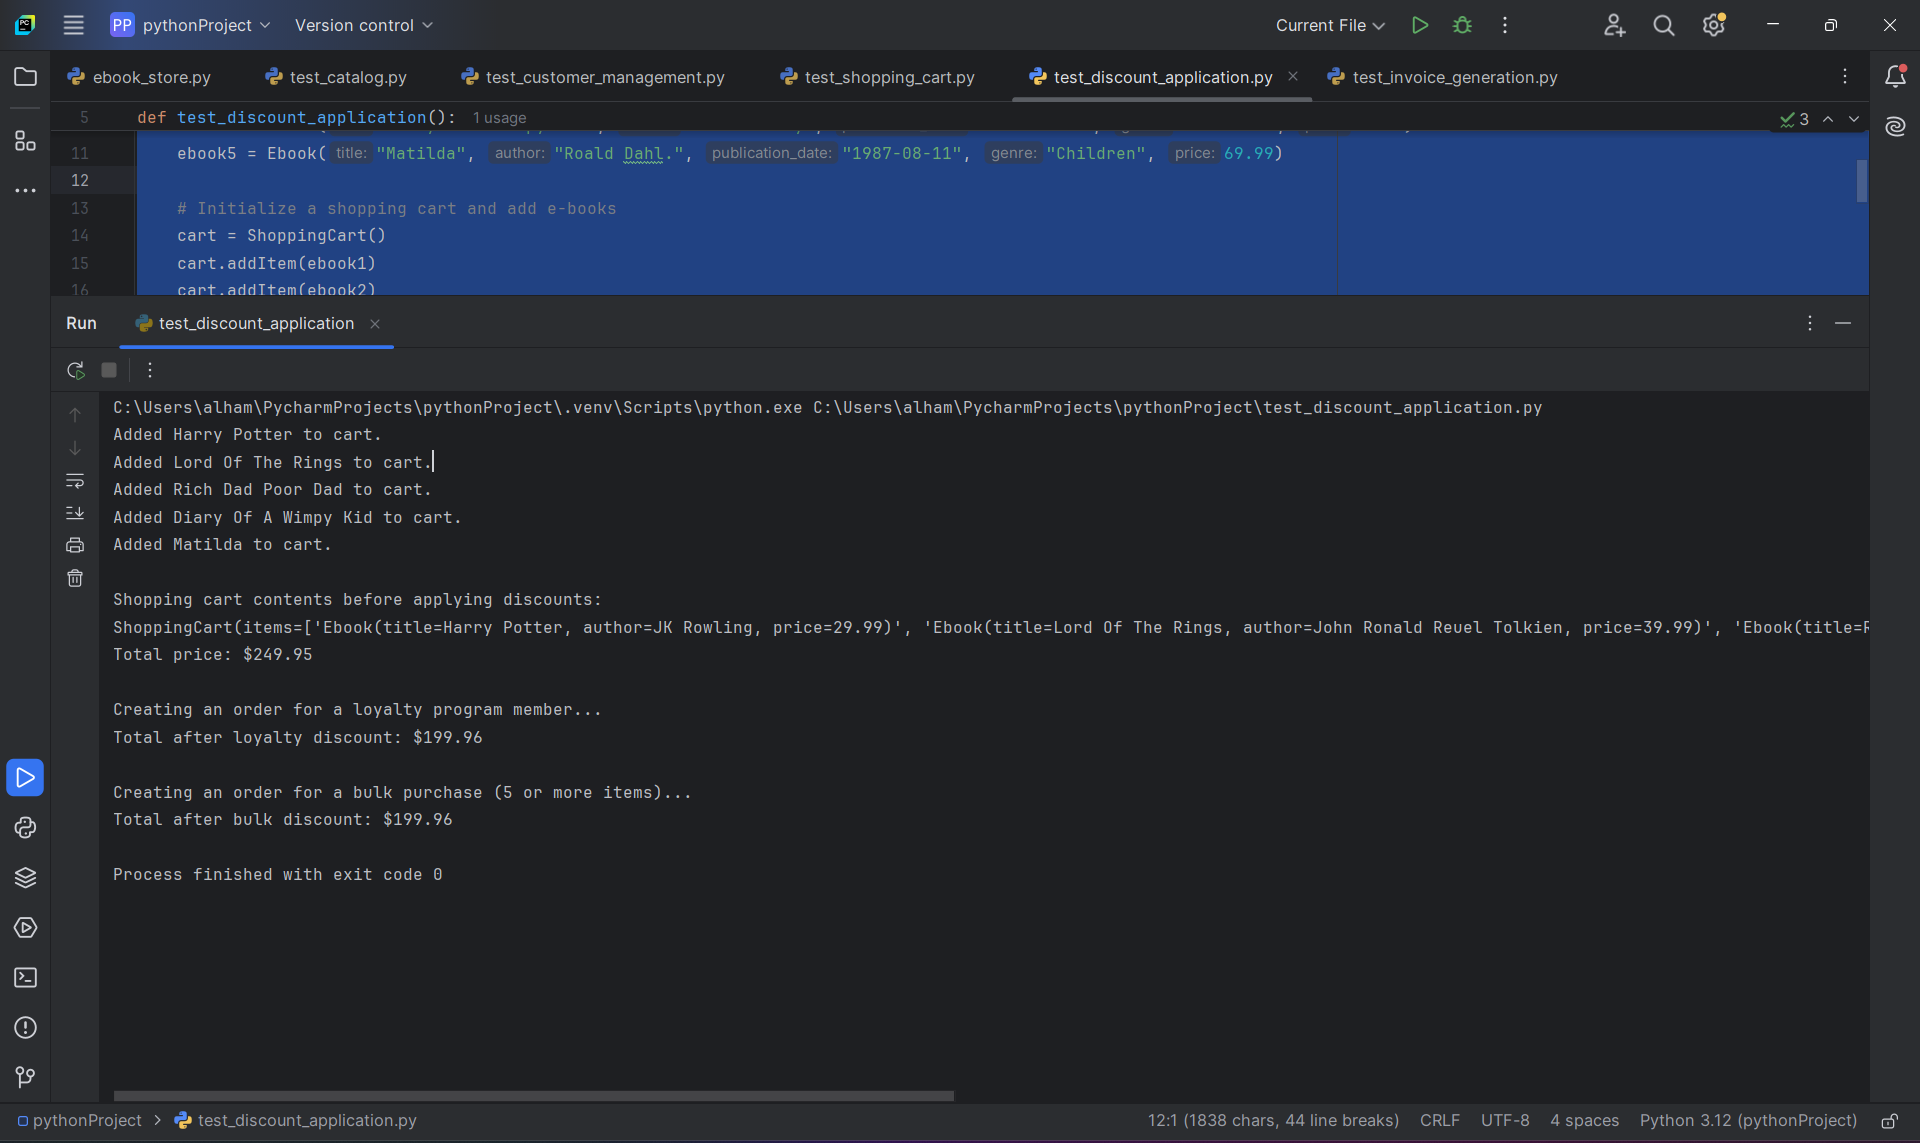 PP pythonProject Version control Current File
ebook_store.py test_catalog.py test_customer_management.py test_shopping_cart.py test_discount_application.py test_invoice_generation.py
5 def test_discount_application(): 1 usage 3
11 ebook5 = Ebook( title: "Matilda", author: "Roald Dahl.", publication_date: "1987-08-11", genre: "Children", price: 69.99)
12
13 # Initialize a shopping cart and add e-books
14 cart = ShoppingCart()
15 cart.addItem(ebook1)
16 cart.addItem(ebook2)
Run test_discount_application
C:\Users\alham\PycharmProjects\pythonProject\.venv\Scripts\python.exe C:\Users\alham\PycharmProjects\pythonProject\test_discount_application.py
Added Harry Potter to cart.
Added Lord Of The Rings to cart.
Added Rich Dad Poor Dad to cart.
Added Diary Of A Wimpy Kid to cart.
Added Matilda to cart.
Shopping cart contents before applying discounts:
ShoppingCart(items=['Ebook(title=Harry Potter, author=JK Rowling, price=29.99)', 'Ebook(title=Lord Of The Rings, author=John Ronald Reuel Tolkien, price=39.99)', 'Ebook(title=R
Total price: $249.95
Creating an order for a loyalty program member...
Total after loyalty discount: $199.96
Creating an order for a bulk purchase (5 or more items)...
Total after bulk discount: $199.96
Process finished with exit code 0
pythonProject > test_discount_application.py 12:1 (1838 chars, 44 line breaks) CRLF UTF-8 4 spaces Python 3.12 (pythonProject)